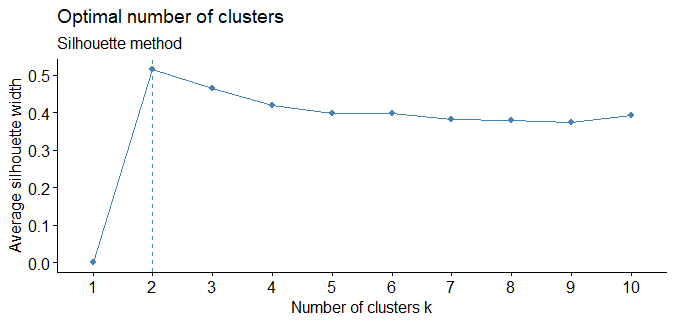 Optimal number of clusters
Silhouette method
Average silhouette width
0.5
0.4
0.3
0.2
0.1
0.0
1 2 3 4 5 6 7 8 9 10
Number of clusters k